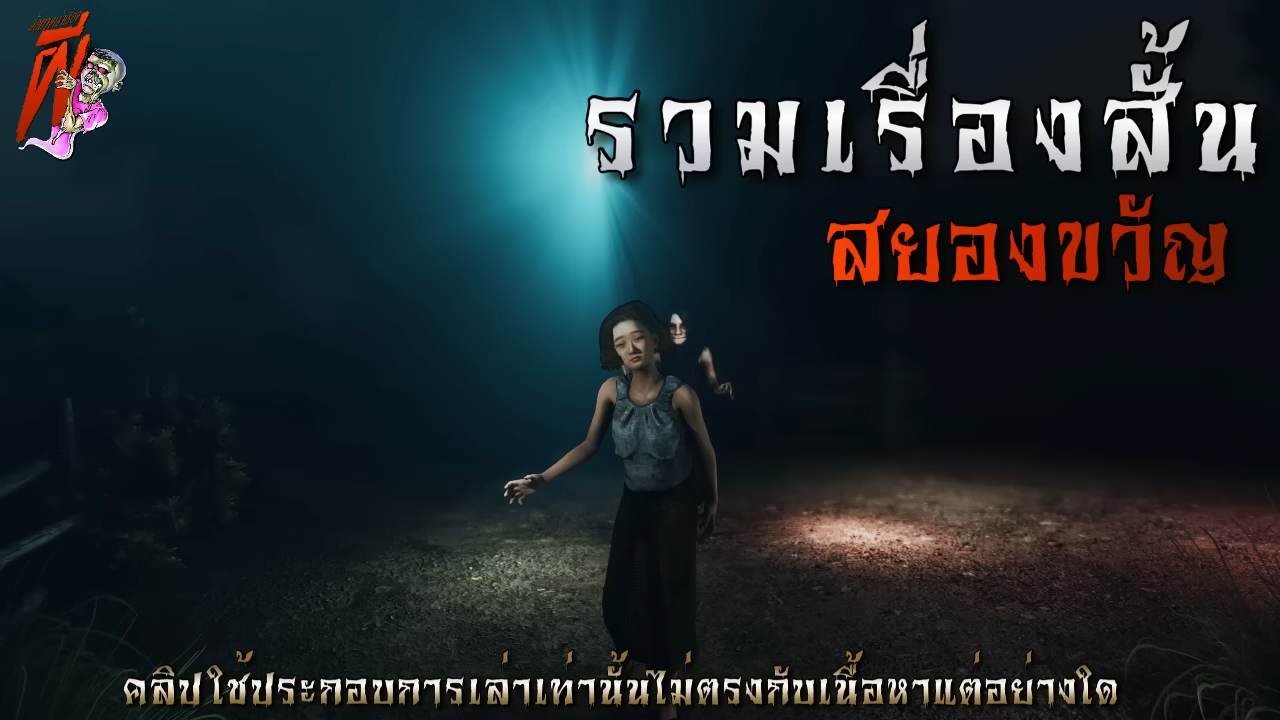 ผี
รวมเรื่องสั้น
สยองขวัญ
คลิปใช้ประกอบการเล่าเท่านั้นไม่ตรงกับเนื้อหาแต่อย่างใด